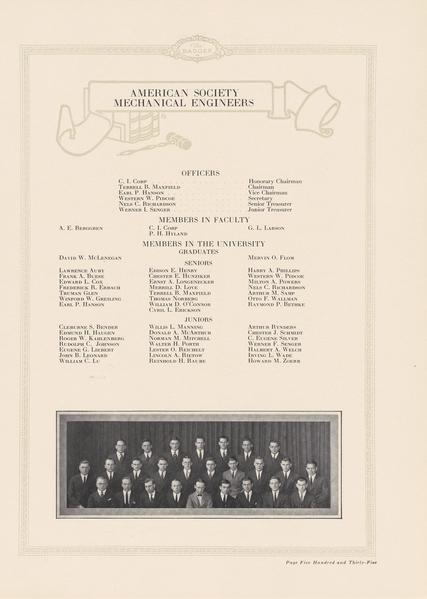 The
BADGER
AMERICAN SOCIETY
MECHANICAL ENGINEERS
OFFICERS
C. I. Corp Honorary Chairman
Terrell B. Maxfield Chairman
Earl P. Hanson Vice Chairman
Western W. Pidcoe Secretary
Nels C. Richardson Senior Treasurer
Werner F. Senger Junior Treasurer
MEMBERS IN FACULTY
A. E. Berggren C. I. Corp G. L. Larson
P. H. Hyland
MEMBERS IN THE UNIVERSITY
GRADUATES
David W. McLenegan Mervin O. Flom
SENIORS
Lawrence Auby Edison E. Henry Harry A. Phillips
Frank A. Buese Chester E. Hunziker Western W. Pidcoe
Edward L. Cox Ernst A. Longenecker Milton A. Powers
Frederick R. Erbach Merrill D. Love Nels C. Richardson
Truman Glen Terrell B. Maxfield Arthur M. Samp
Winford W. Greiling Thomas Norberg Otto F. Wallman
Earl P. Hanson William D. O'Connor Raymond P. Bethke
Cyril L. Erickson
JUNIORS
Cleburne S. Bender Willis L. Manning Arthur Rynders
Edmund H. Haugen Donald A. McArthur Chester J. Schmidt
Roger W. Kahlenberg Norman M. Mitchell C. Eugene Silver
Rudolph C. Johnson Walter H. Porth Werner F. Senger
Eugene G. Liebert Lester O. Reichelt Halbert A. Welch
John B. Leonard Lincoln A. Rietow Irving L. Wade
William C. Lu Reinhold H. Raube Howard M. Zoerb
Page Five Hundred and Thirty-Five